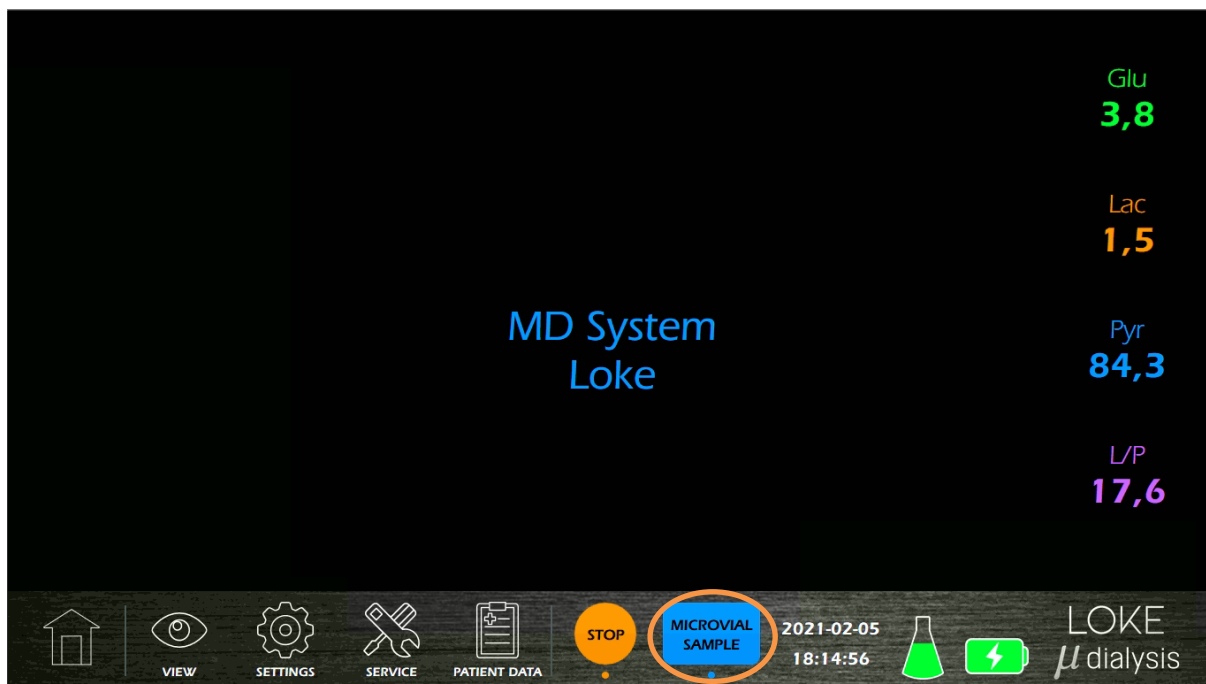 Glu
3,8
Lac
1,5
MD System
Loke
Pyr
84,3
L/P
17,6
VIEW
SETTINGS
SERVICE
PATIENT DATA
STOP
MICROVIAL
SAMPLE
2021-02-05
18:14:56
LOKE
μ dialysis